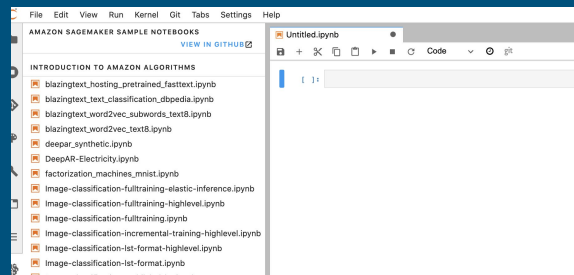 File Edit View Run Kernel Git Tabs Settings Help
AMAZON SAGEMAKER SAMPLE NOTEBOOKS
VIEW IN GITHUB
INTRODUCTION TO AMAZON ALGORITHMS
blazingtext_hosting_pretrained_fasttext.ipynb
blazingtext_text_classification_dbpedia.ipynb
blazingtext_word2vec_subwords_text8.ipynb
blazingtext_word2vec_text8.ipynb
deepar_synthetic.ipynb
DeepAR-Electricity.ipynb
factorization_machines_mnist.ipynb
Image-classification-fulltraining-elastic-inference.ipynb
Image-classification-fulltraining-highlevel.ipynb
Image-classification-fulltraining.ipynb
Image-classification-incremental-training-highlevel.ipynb
Image-classification-lst-format-highlevel.ipynb
Image-classification-lst-format.ipynb
Untitled.ipynb
Code git
[ ]: